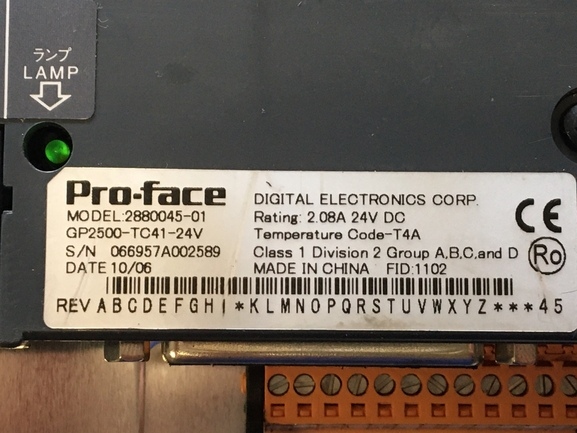 ランプ
LAMP
Pro-face
DIGITAL ELECTRONICS CORP.
MODEL:2880045-01
Rating: 2.08A 24V DC
GP2500-TC41-24V
Temperature Code-T4A
S/N 066957A002589
Class 1 Division 2 Group A,B,C,and D
DATE 10/06
MADE IN CHINA FID:1102
CE
Ro
REV A B C D E F G H I * K L M N O P Q R S T U V W X Y Z * * * 4 5